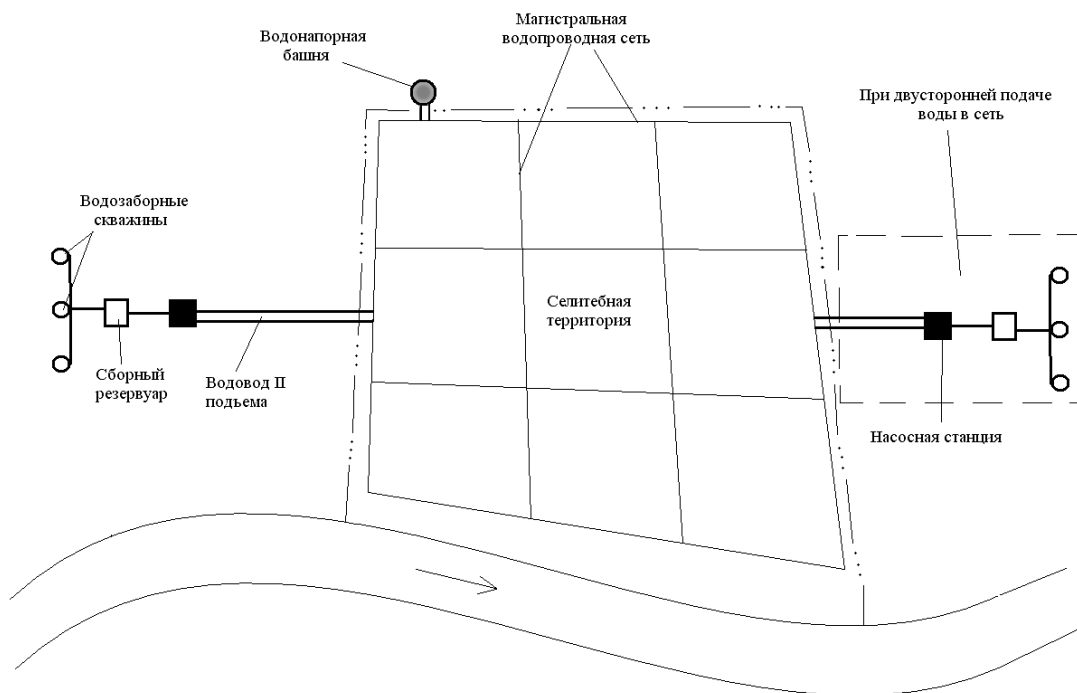 Магистральная
водопроводная сеть
Водонапорная
башня
При двусторонней подаче
воды в сеть
Водозаборные
скважины
Селитебная
территория
Сборный
резервуар
Водовод II
подьема
Насосная станция